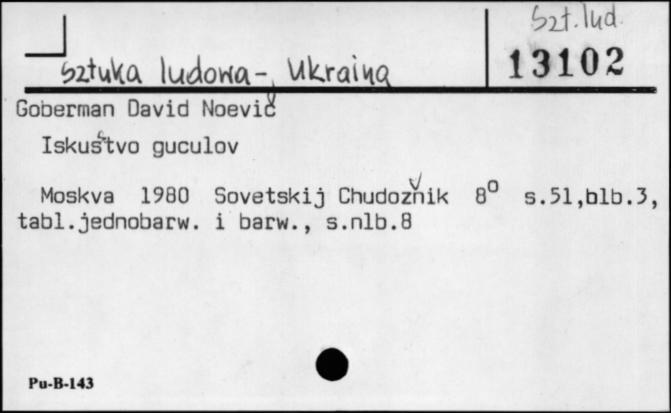 Szt. lud.
Sztuka ludowa - Ukraina
13102
Goberman David Noevič
Iskusstvo guculov
Moskva 1980 Sovetskij Chudožnik 8° s.51,blb.3,
tabl.jednobarw. i barw., s.nlb.8
Pu-B-143